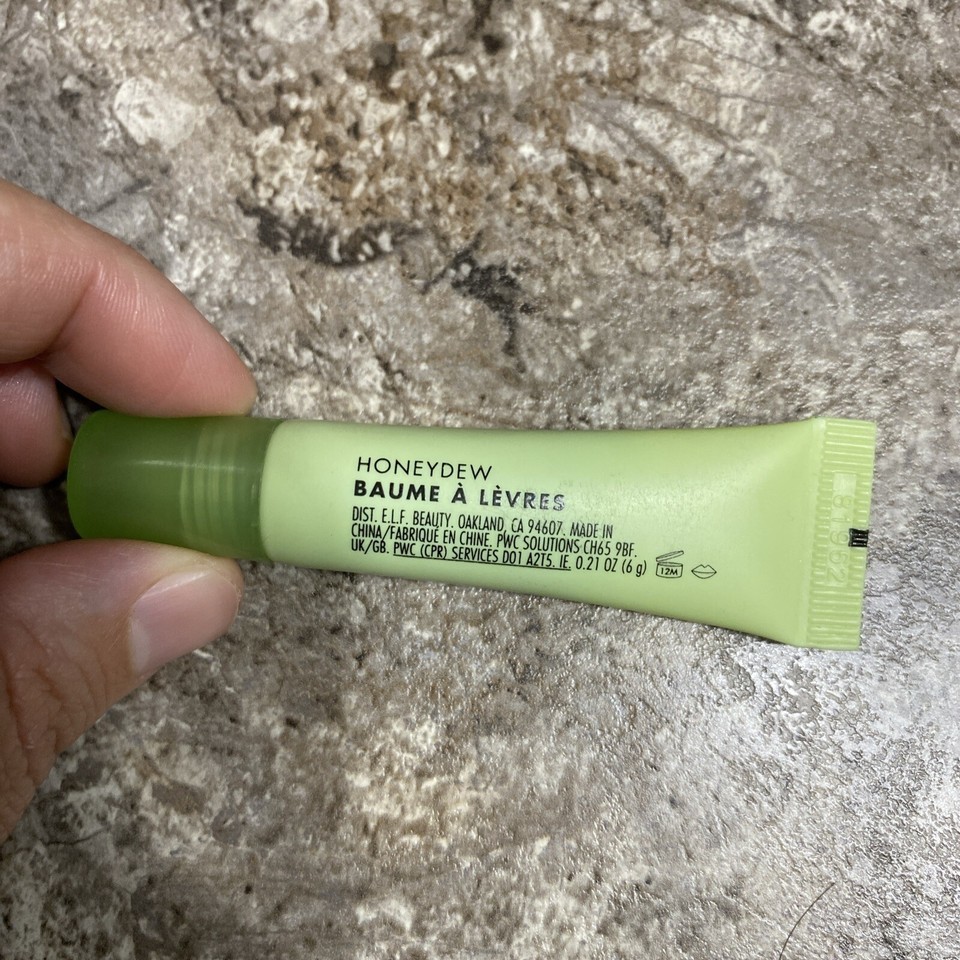 HONEYDEW
BAUME À LÈVRES
DIST. E.L.F. BEAUTY. OAKLAND, CA 94607. MADE IN
CHINA/FABRIQUÉ EN CHINE. PWC SOLUTIONS CH65 9BF.
UK/GB. PWC (CPR) SERVICES D01 A2T5. IE. 0.21 OZ (6 g)
12M